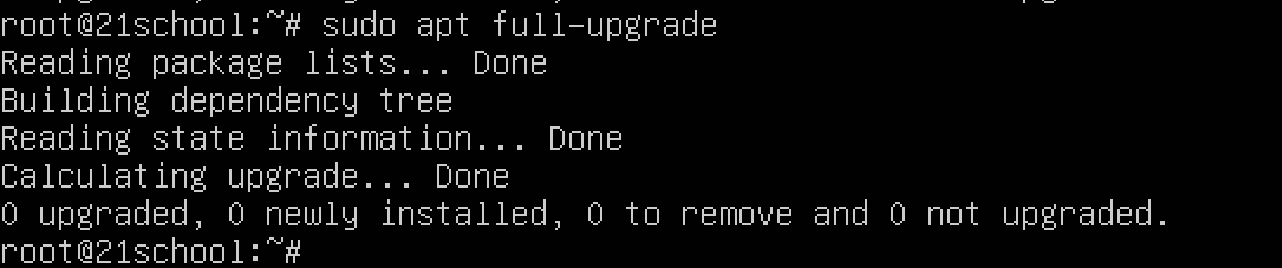 root@21school:~# sudo apt full-upgrade
Reading package lists... Done
Building dependency tree
Reading state information... Done
Calculating upgrade... Done
0 upgraded, 0 newly installed, 0 to remove and 0 not upgraded.
root@21school:~#